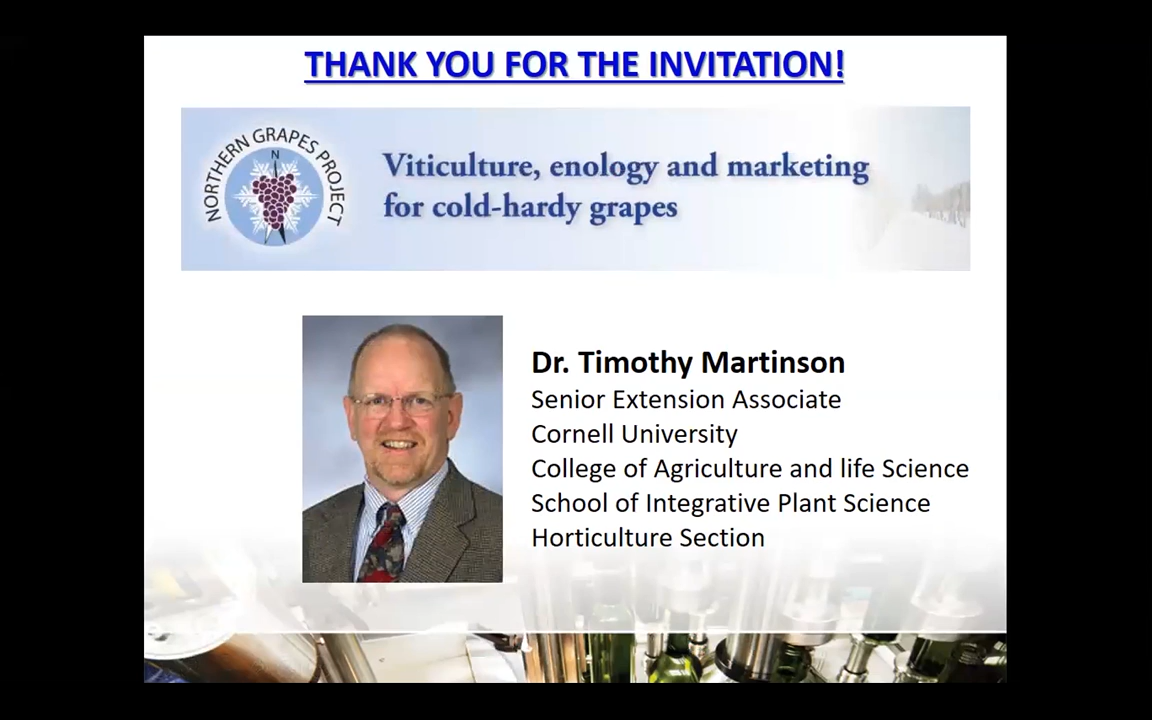 THANK YOU FOR THE INVITATION!
NORTHERN GRAPES PROJECT
N
Viticulture, enology and marketing
for cold-hardy grapes
Dr. Timothy Martinson
Senior Extension Associate
Cornell University
College of Agriculture and life Science
School of Integrative Plant Science
Horticulture Section